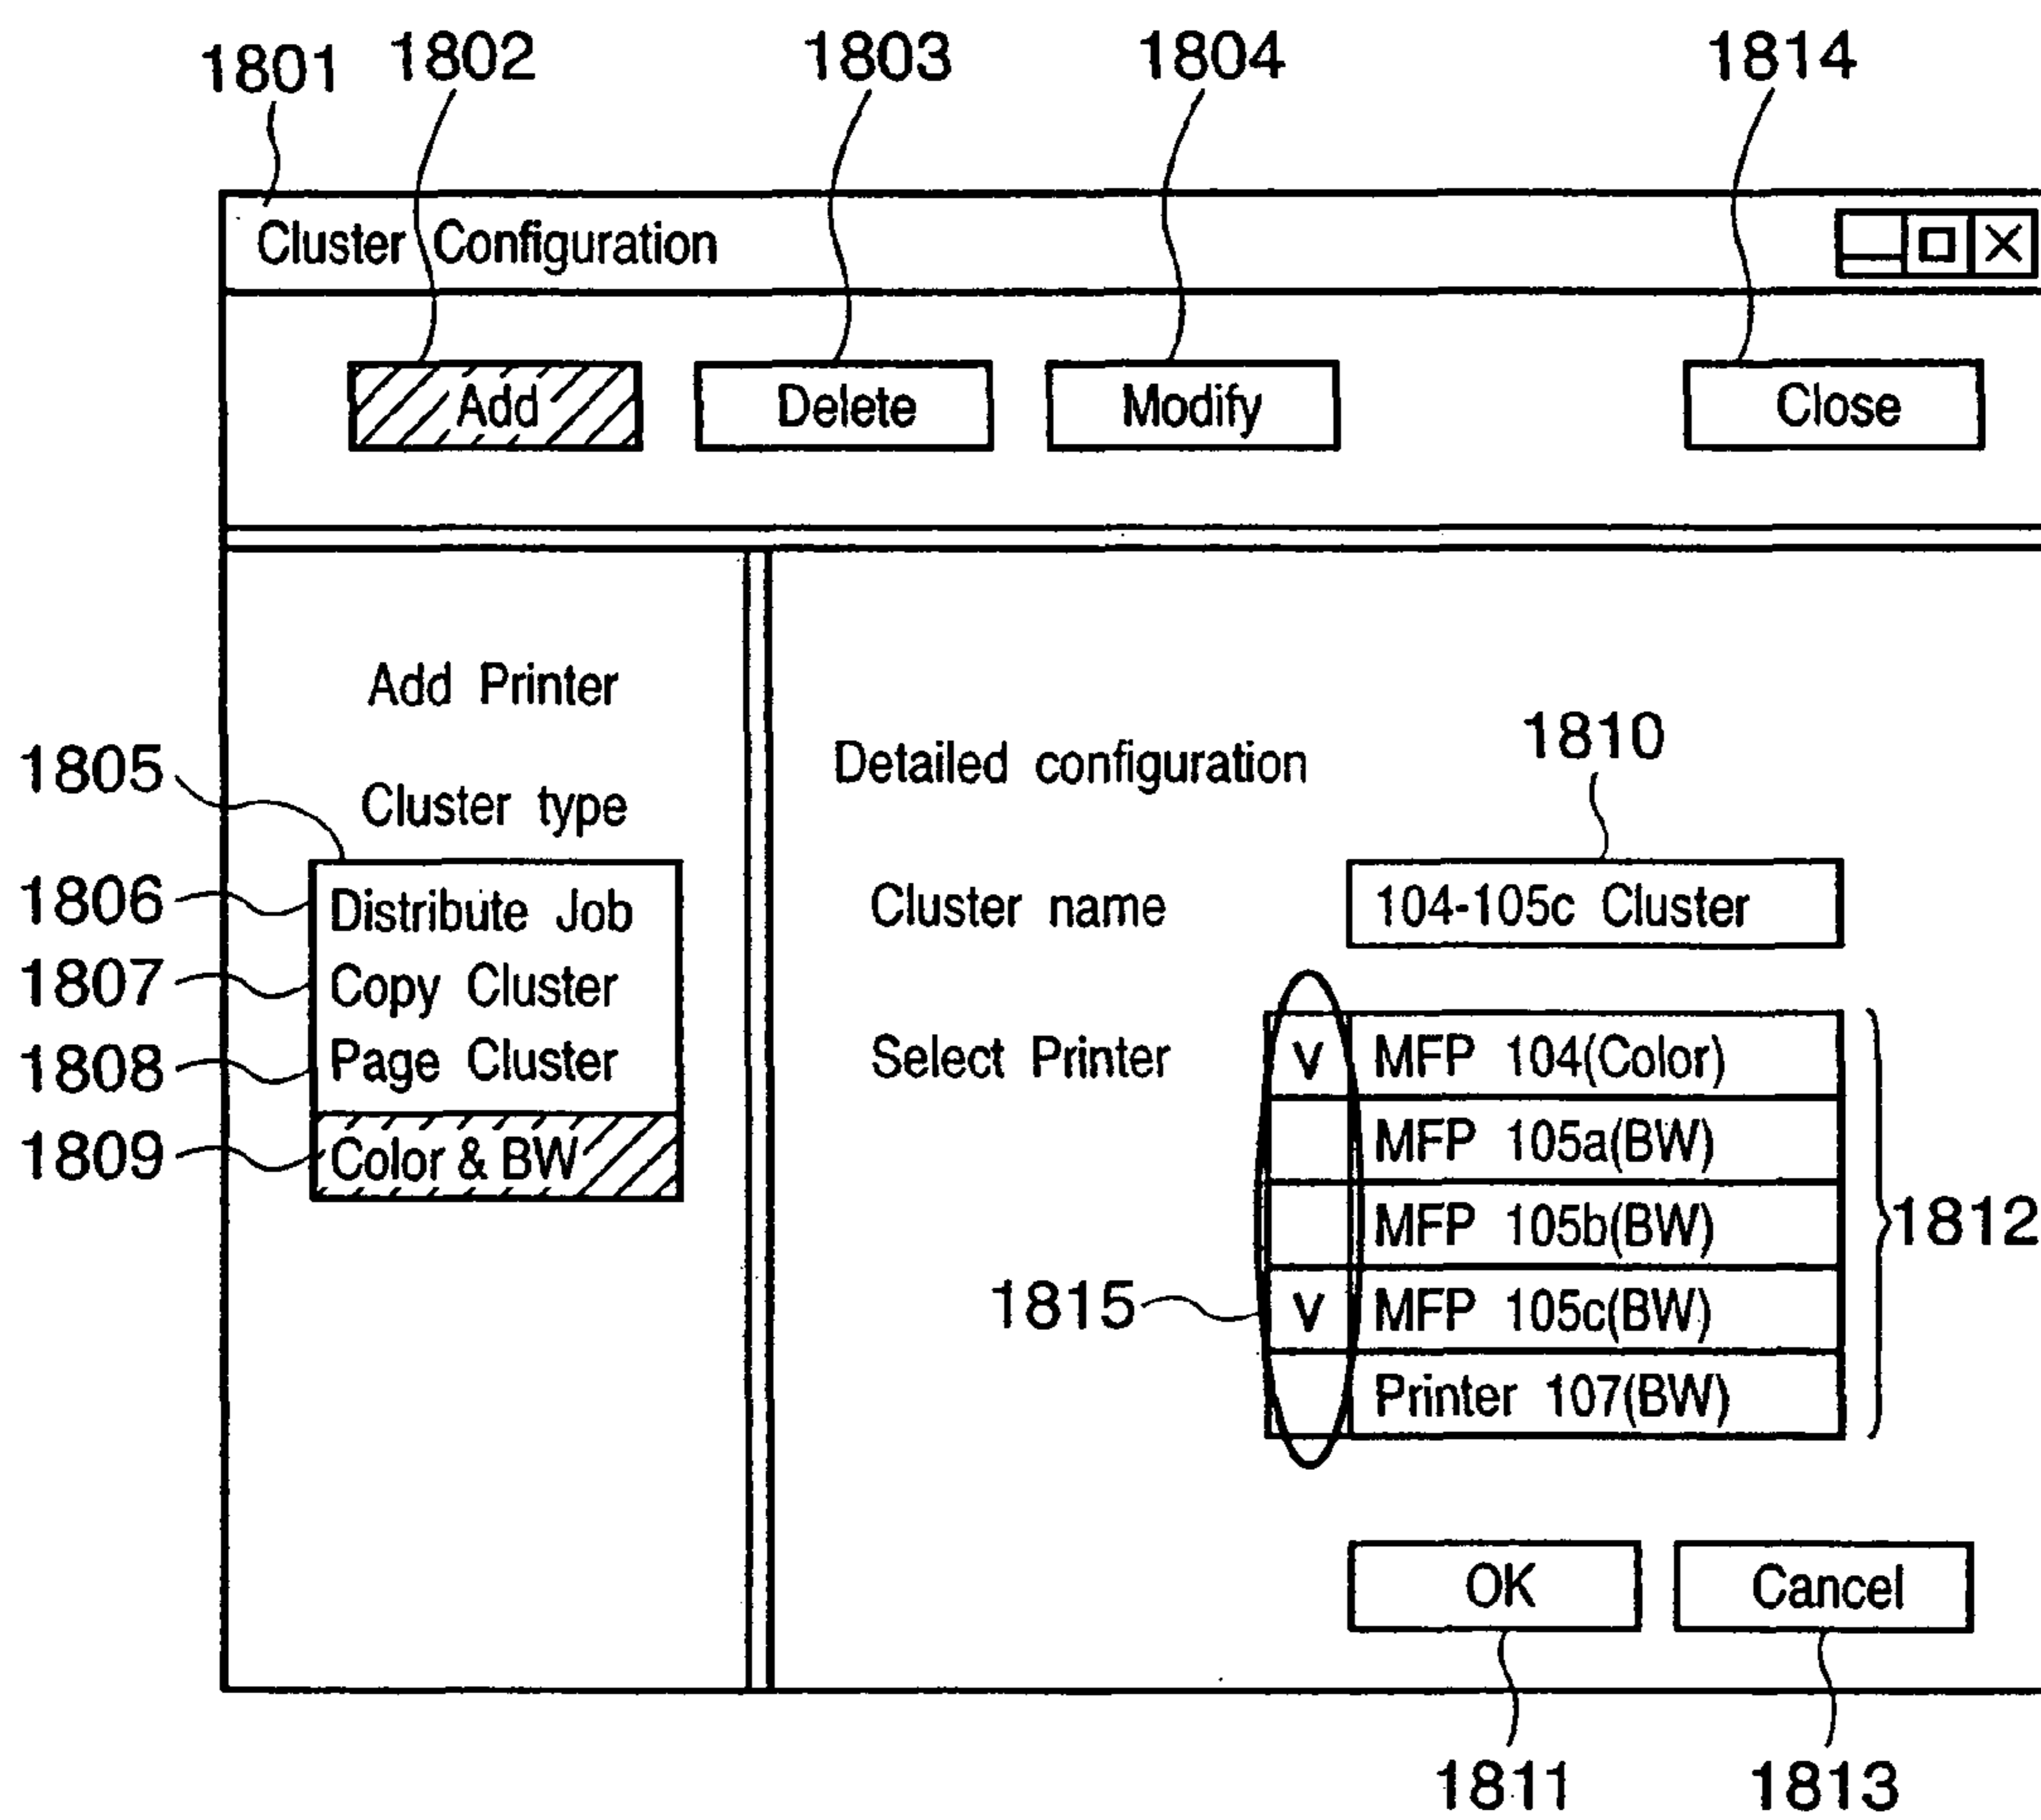 1801 1802 1803 1804 1814
Cluster Configuration
Add Delete Modify Close
Add Printer
1805
Cluster type
1806 Distribute Job
1807 Copy Cluster
1808 Page Cluster
1809 Color & BW
Detailed configuration
1810
Cluster name 104-105c Cluster
Select Printer V MFP 104(Color)
MFP 105a(BW)
MFP 105b(BW)
1812
1815 V MFP 105c(BW)
Printer 107(BW)
OK Cancel
1811 1813